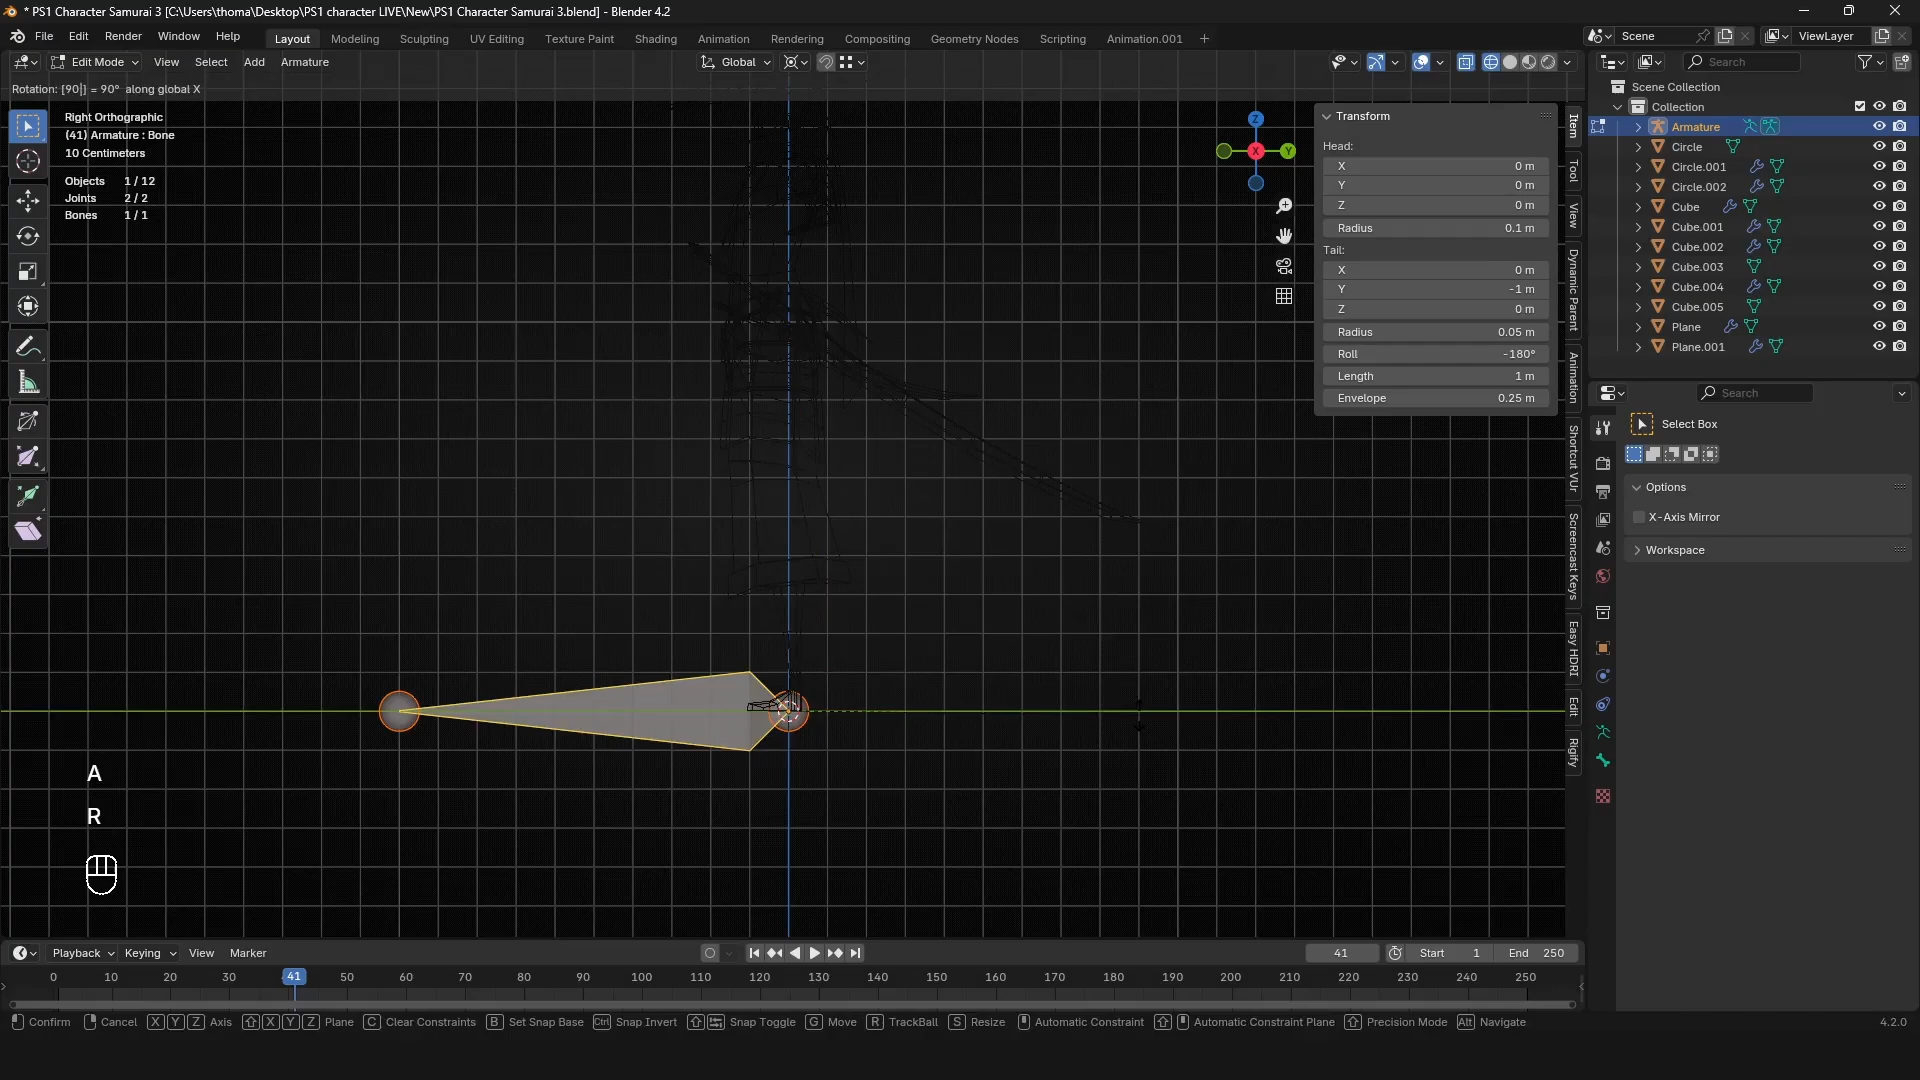 * PS1 Character Samurai 3 [C:\Users\thoma\Desktop\PS1 character LIVE\New\PS1 Character Samurai 3.blend] - Blender 4.2
File Edit Render Window Help Layout Modeling Sculpting UV Editing Texture Paint Shading Animation Rendering Compositing Geometry Nodes Scripting Animation.001 + Scene ViewLayer
Edit Mode View Select Add Armature Global Search
Rotation: [90|] = 90° along global X
Right Orthographic
(41) Armature : Bone
10 Centimeters
Objects 1 / 12
Joints 2 / 2
Bones 1 / 1
A
R
Z
X
Y
Transform
Head:
X 0 m
Y 0 m
Z 0 m
Radius 0.1 m
Tail:
X 0 m
Y -1 m
Z 0 m
Radius 0.05 m
Roll -180°
Length 1 m
Envelope 0.25 m
Item
Tool
View
Dynamic Parent
Animation
Shortcut VUr
Screencast Keys
Easy HDRI
Edit
Rigify
Scene Collection
Collection
Armature
Circle
Circle.001
Circle.002
Cube
Cube.001
Cube.002
Cube.003
Cube.004
Cube.005
Plane
Plane.001
Search
Select Box
Options
X-Axis Mirror
Workspace
Playback Keying View Marker 41 Start 1 End 250
0 10 20 30 41 50 60 70 80 90 100 110 120 130 140 150 160 170 180 190 200 210 220 230 240 250
Confirm Cancel X Y Z Axis X Y Z Plane C Clear Constraints B Set Snap Base Ctrl Snap Invert Snap Toggle G Move R TrackBall S Resize Automatic Constraint Automatic Constraint Plane Precision Mode Alt Navigate 4.2.0